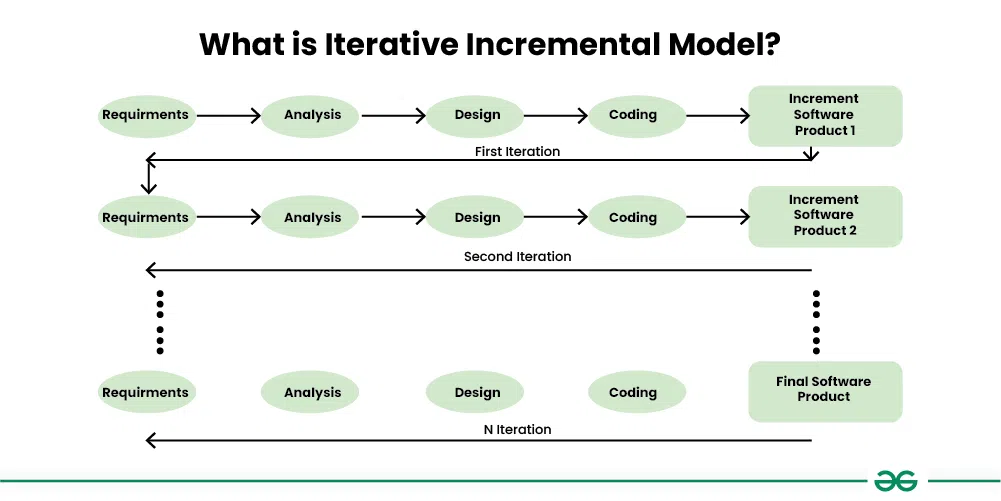 What is Iterative Incremental Model?
Requirments
Analysis
Design
Coding
Increment
Software
Product 1
First Iteration
Requirments
Analysis
Design
Coding
Increment
Software
Product 2
Second Iteration
Requirments
Analysis
Design
Coding
Final Software
Product
N Iteration